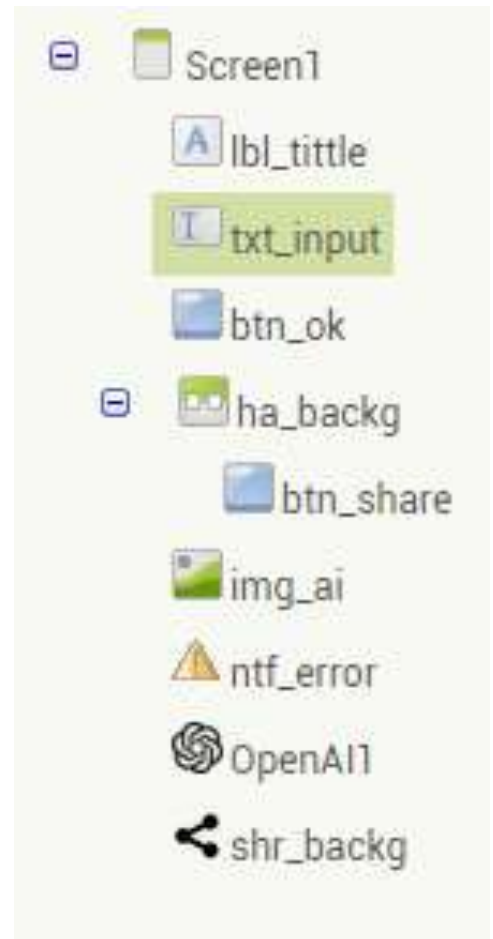 Screen1
lbl_tittle
txt_input
btn_ok
ha_backg
btn_share
img_ai
ntf_error
OpenAI1
shr_backg